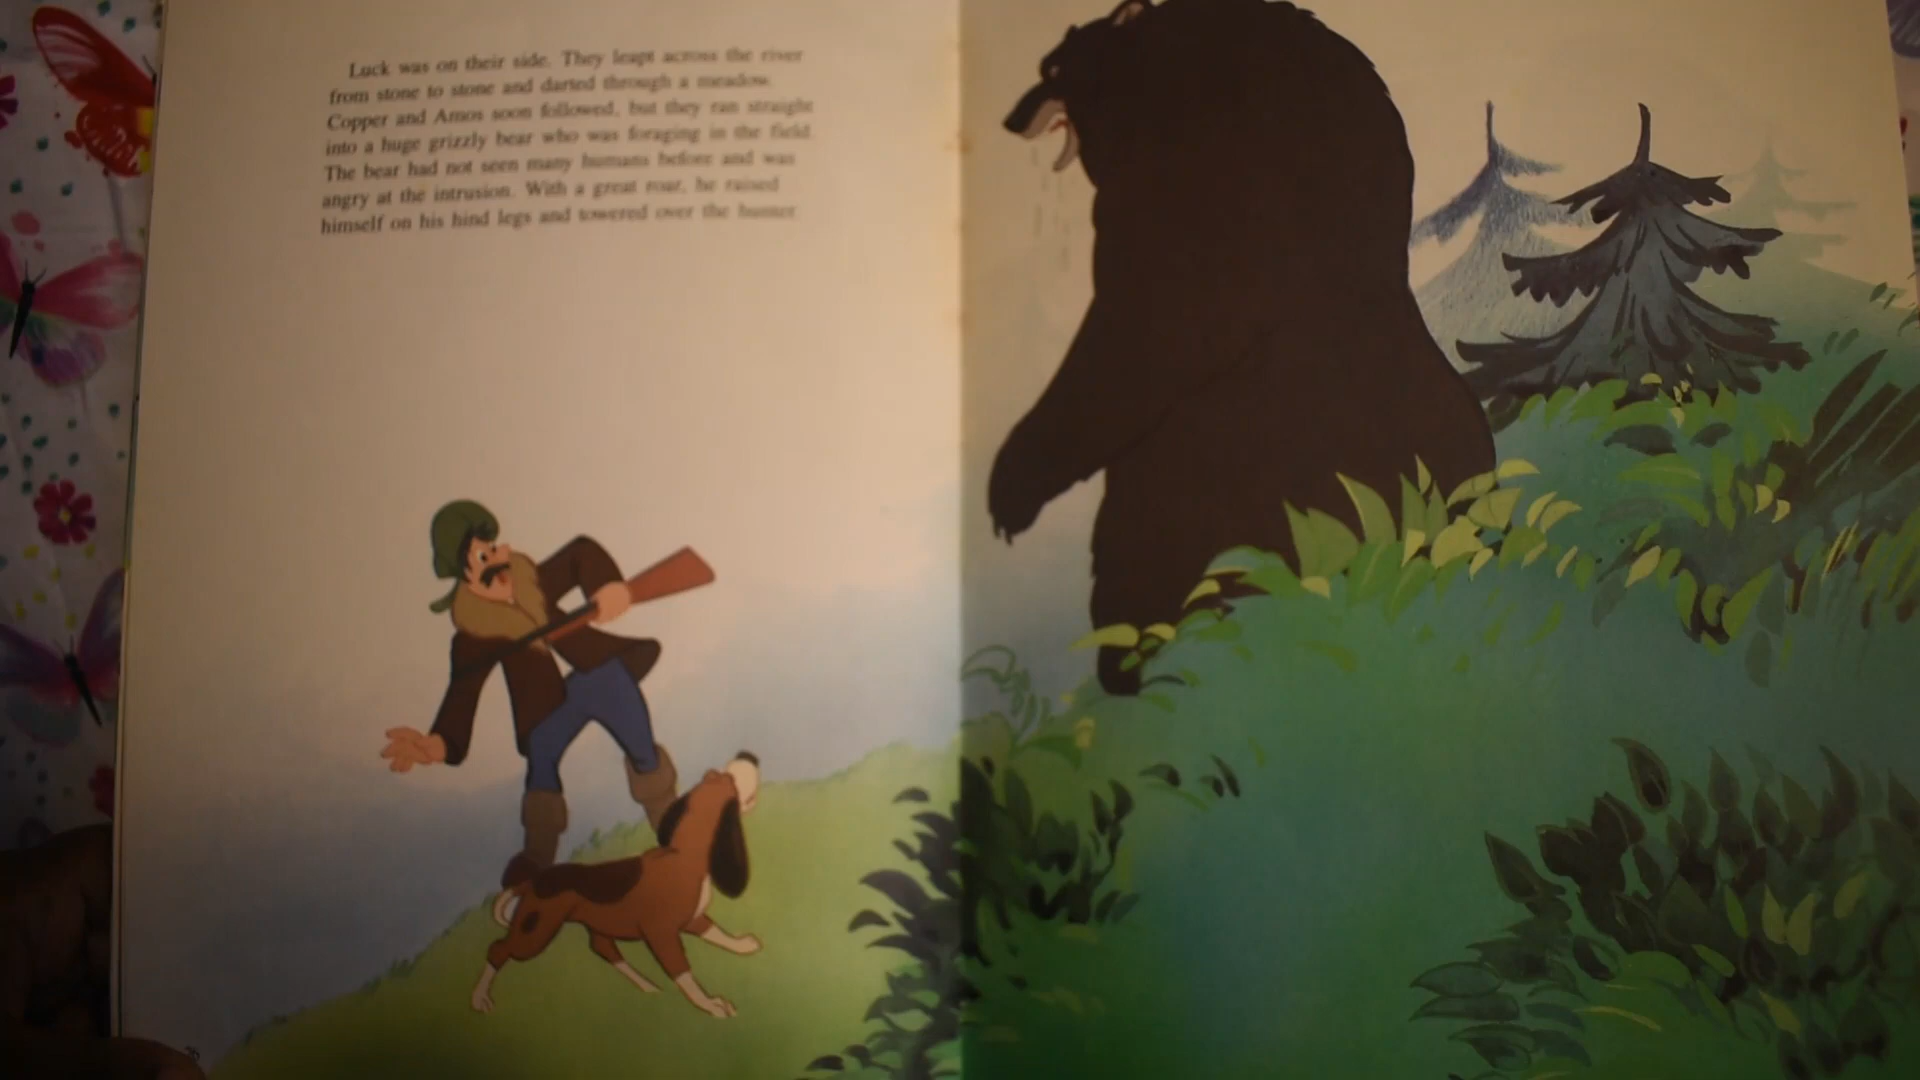 Luck was on their side. They leapt across the river
from stone to stone and darted through a meadow.
Copper and Amos soon followed, but they ran straight
into a huge grizzly bear who was foraging in the field.
The bear had not seen many humans before and was
angry at the intrusion. With a great roar, he raised
himself on his hind legs and towered over the hunter.